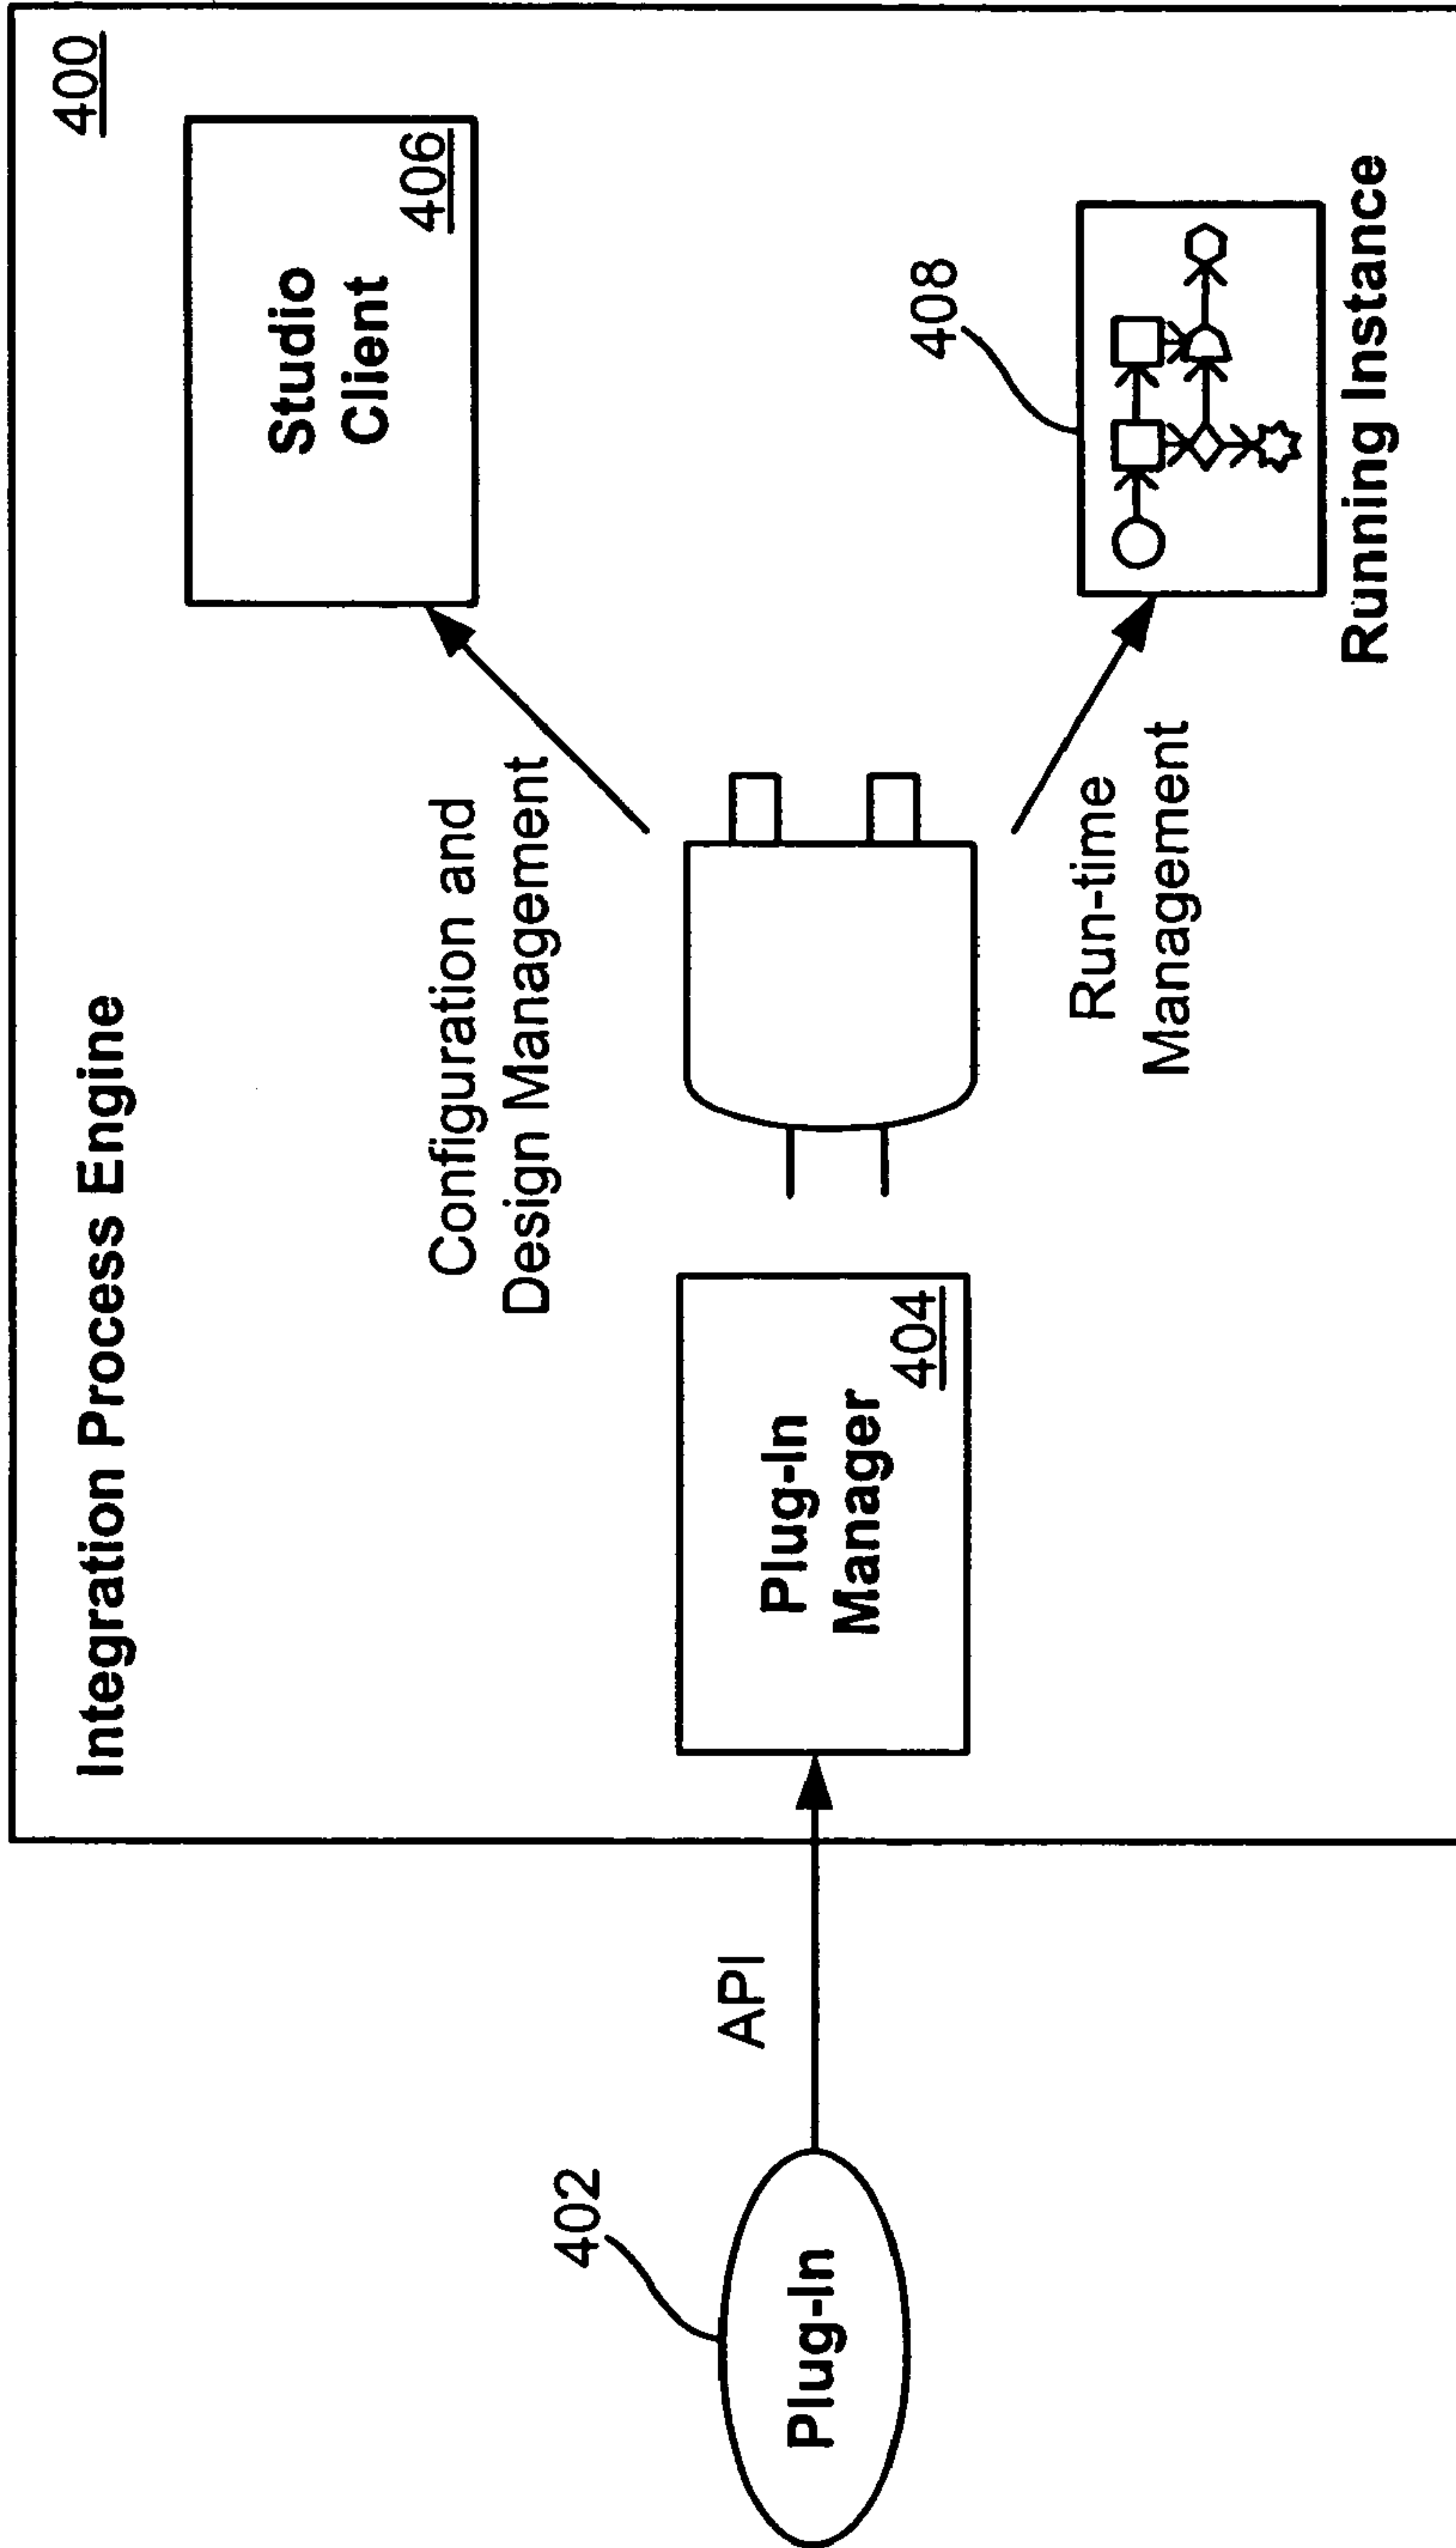 Integration Process Engine
400
Studio
Client
406
Configuration and
Design Management
402
Plug-In
API
Plug-In
Manager
404
Run-time
Management
408
Running Instance